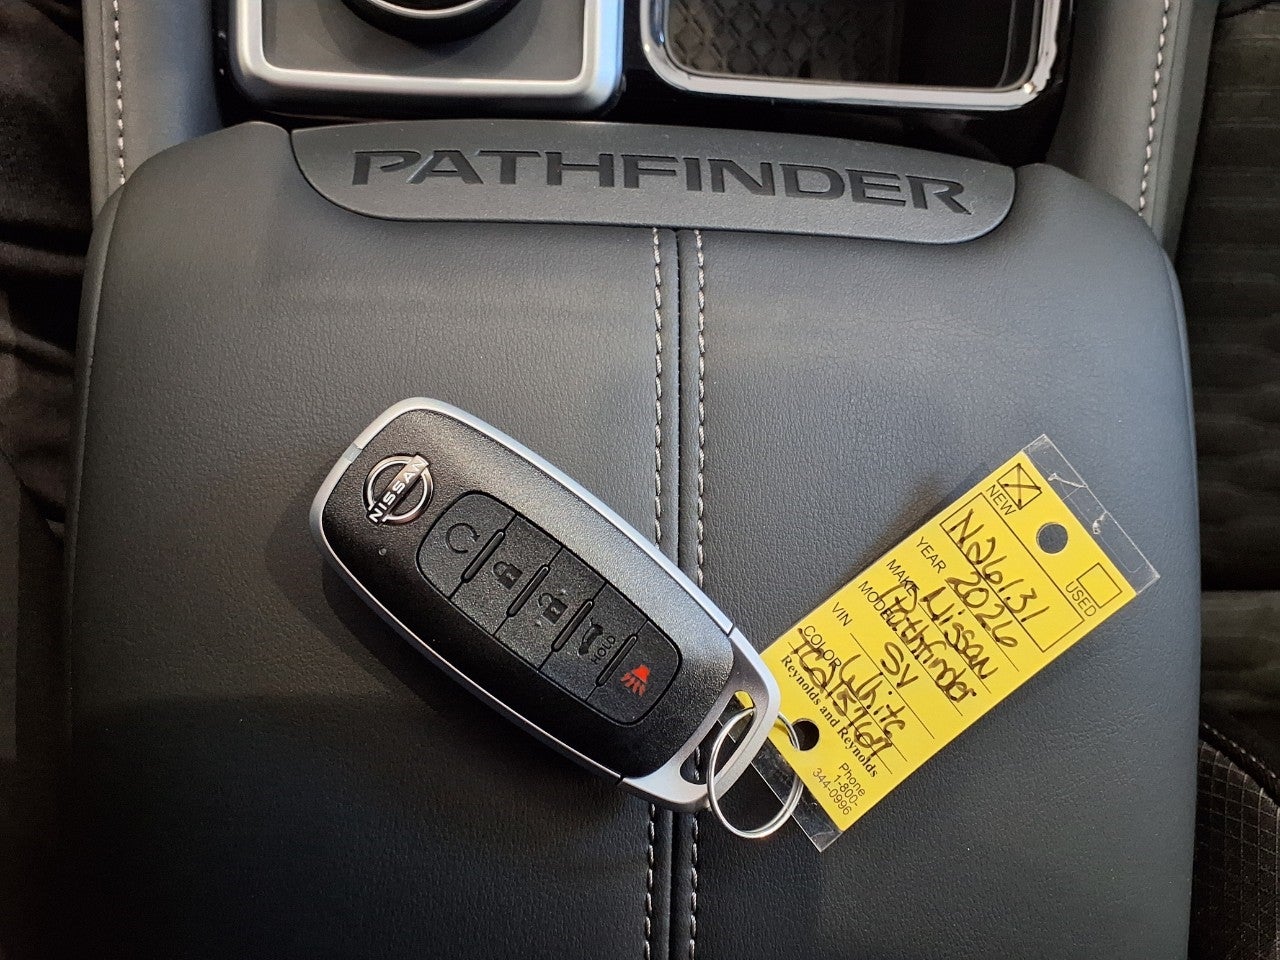 PATHFINDER
NISSAN
HOLD
NEW
USED
N26131
YEAR 2026
MAKE Nissan
MODEL Pathfinder
VIN SV
COLOR White
Reynolds and Reynolds
Phone
1-800-
344-0996